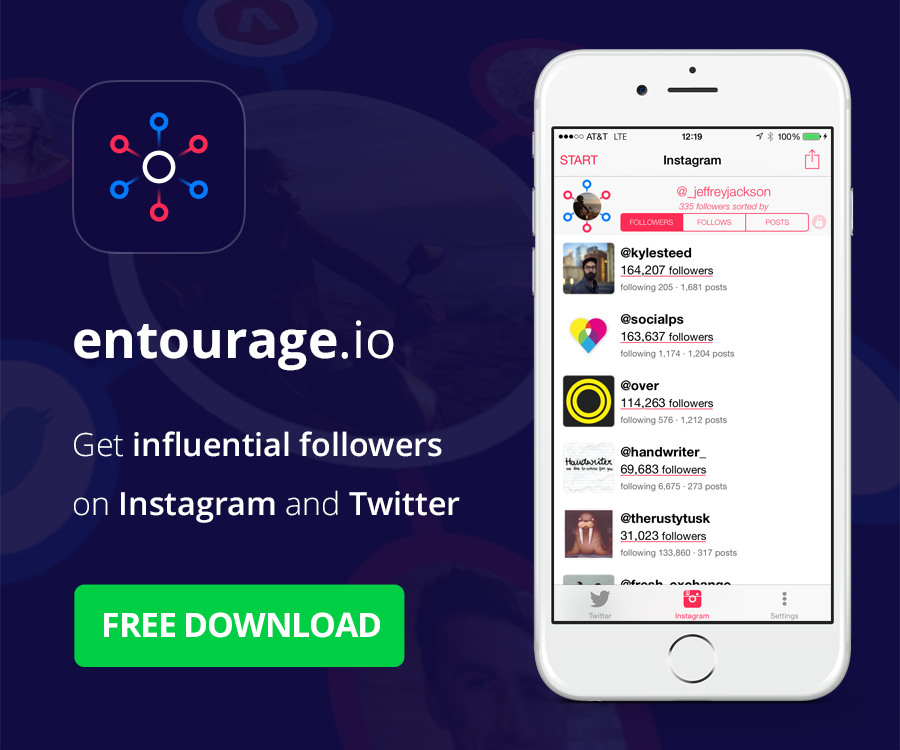 entourage.io
Get influential followers
on Instagram and Twitter
FREE DOWNLOAD
AT&T LTE
12:19
100%
START
Instagram
@_jeffreyjackson
335 followers sorted by
FOLLOWERS
FOLLOWS
POSTS
@kylesteed
164,207 followers
following 205 · 1,681 posts
@socialps
163,637 followers
following 1,174 · 1,204 posts
@over
114,263 followers
following 576 · 1,212 posts
Handwriter
@handwriter_
69,683 followers
following 6,675 · 273 posts
@therustytusk
31,023 followers
following 133,860 · 317 posts
@fresh_exchange
Twitter
Instagram
Settings